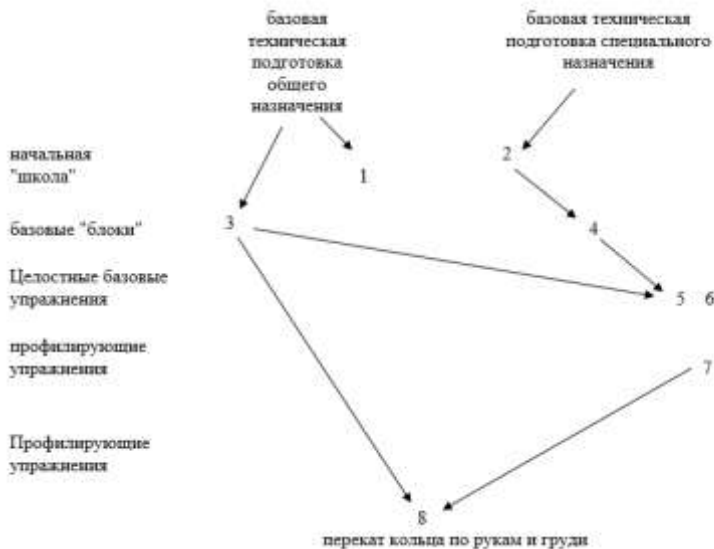 базовая
техническая
подготовка
общего
назначения
базовая техническая
подготовка специального
назначения
начальная
"школа"
1
2
базовые "блоки"
3
4
Целостные базовые
упражнения
5 6
профилирующие
упражнения
7
Профилирующие
упражнения
8
перекат кольца по рукам и груди